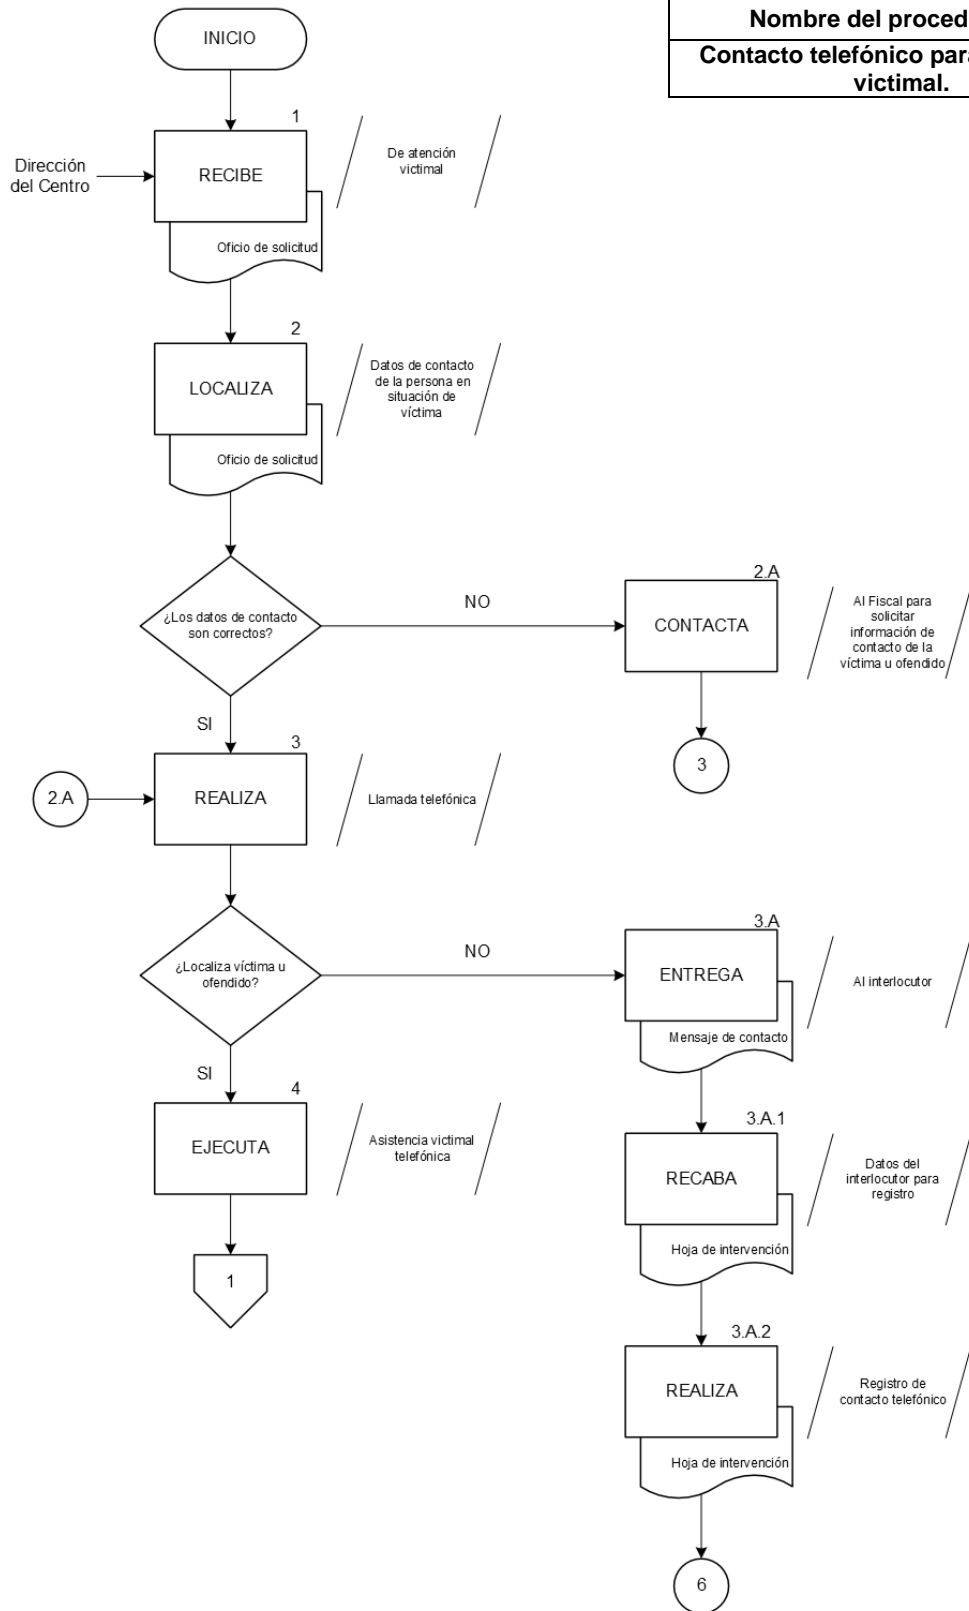 Nombre del proced
Contacto telefónico para
victimal.
INICIO
1
Dirección
del Centro
RECIBE
De atención
victimal
Oficio de solicitud
2
LOCALIZA
Datos de contacto
de la persona en
situación de
víctima
Oficio de solicitud
¿Los datos de contacto
son correctos?
NO
2.A
CONTACTA
Al Fiscal para
solicitar
información de
contacto de la
víctima u ofendido
3
SI
3
2.A
REALIZA
Llamada telefónica
¿Localiza víctima u
ofendido?
NO
3.A
ENTREGA
Al interlocutor
Mensaje de contacto
SI
4
EJECUTA
Asistencia victimal
telefónica
1
3.A.1
RECABA
Datos del
interlocutor para
registro
Hoja de intervención
3.A.2
REALIZA
Registro de
contacto telefónico
Hoja de intervención
6